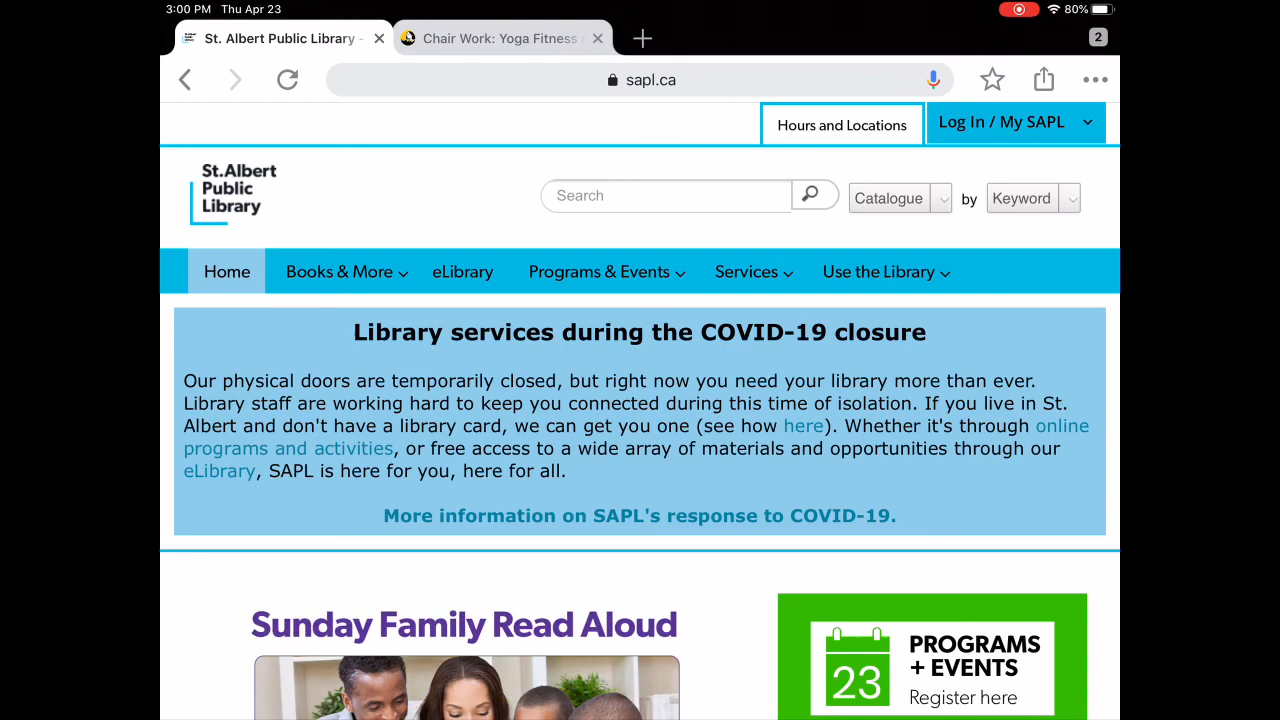 3:00 PM Thu Apr 23 80%
St. Albert Public Library - Chair Work: Yoga Fitness 2
sapl.ca
Hours and Locations Log In / My SAPL
St.Albert
Public
Library
Search Catalogue by Keyword
Home Books & More eLibrary Programs & Events Services Use the Library
Library services during the COVID-19 closure
Our physical doors are temporarily closed, but right now you need your library more than ever.
Library staff are working hard to keep you connected during this time of isolation. If you live in St.
Albert and don't have a library card, we can get you one (see how here). Whether it's through online
programs and activities, or free access to a wide array of materials and opportunities through our
eLibrary, SAPL is here for you, here for all.
More information on SAPL's response to COVID-19.
Sunday Family Read Aloud
PROGRAMS
+ EVENTS
23
Register here